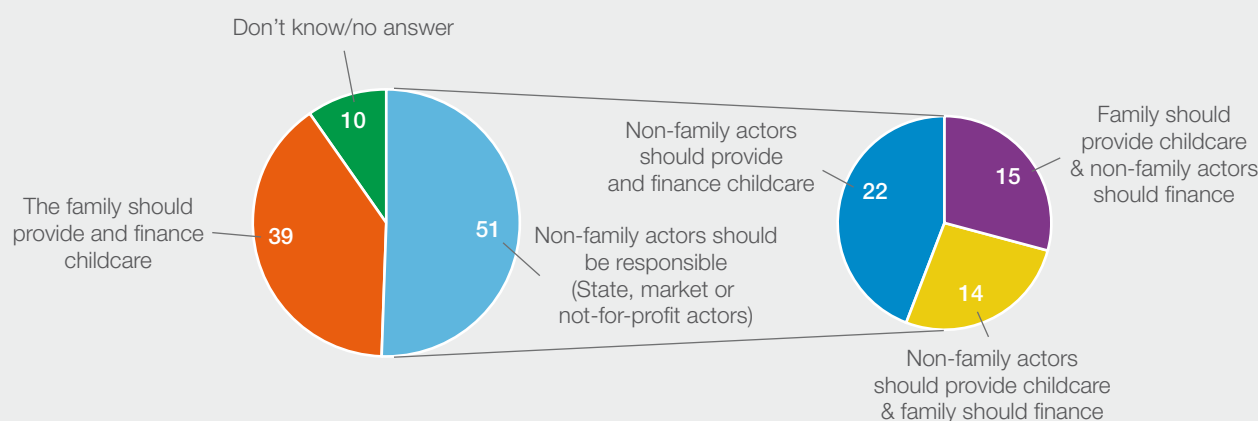 Don’t know/no answer
10
The family should
provide and finance
childcare
39
51
Non-family actors should
be responsible
(State, market or
not-for-profit actors)
Non-family actors
should provide
and finance childcare
22
15
Family should
provide childcare
& non-family actors
should finance
14
Non-family actors
should provide childcare
& family should finance